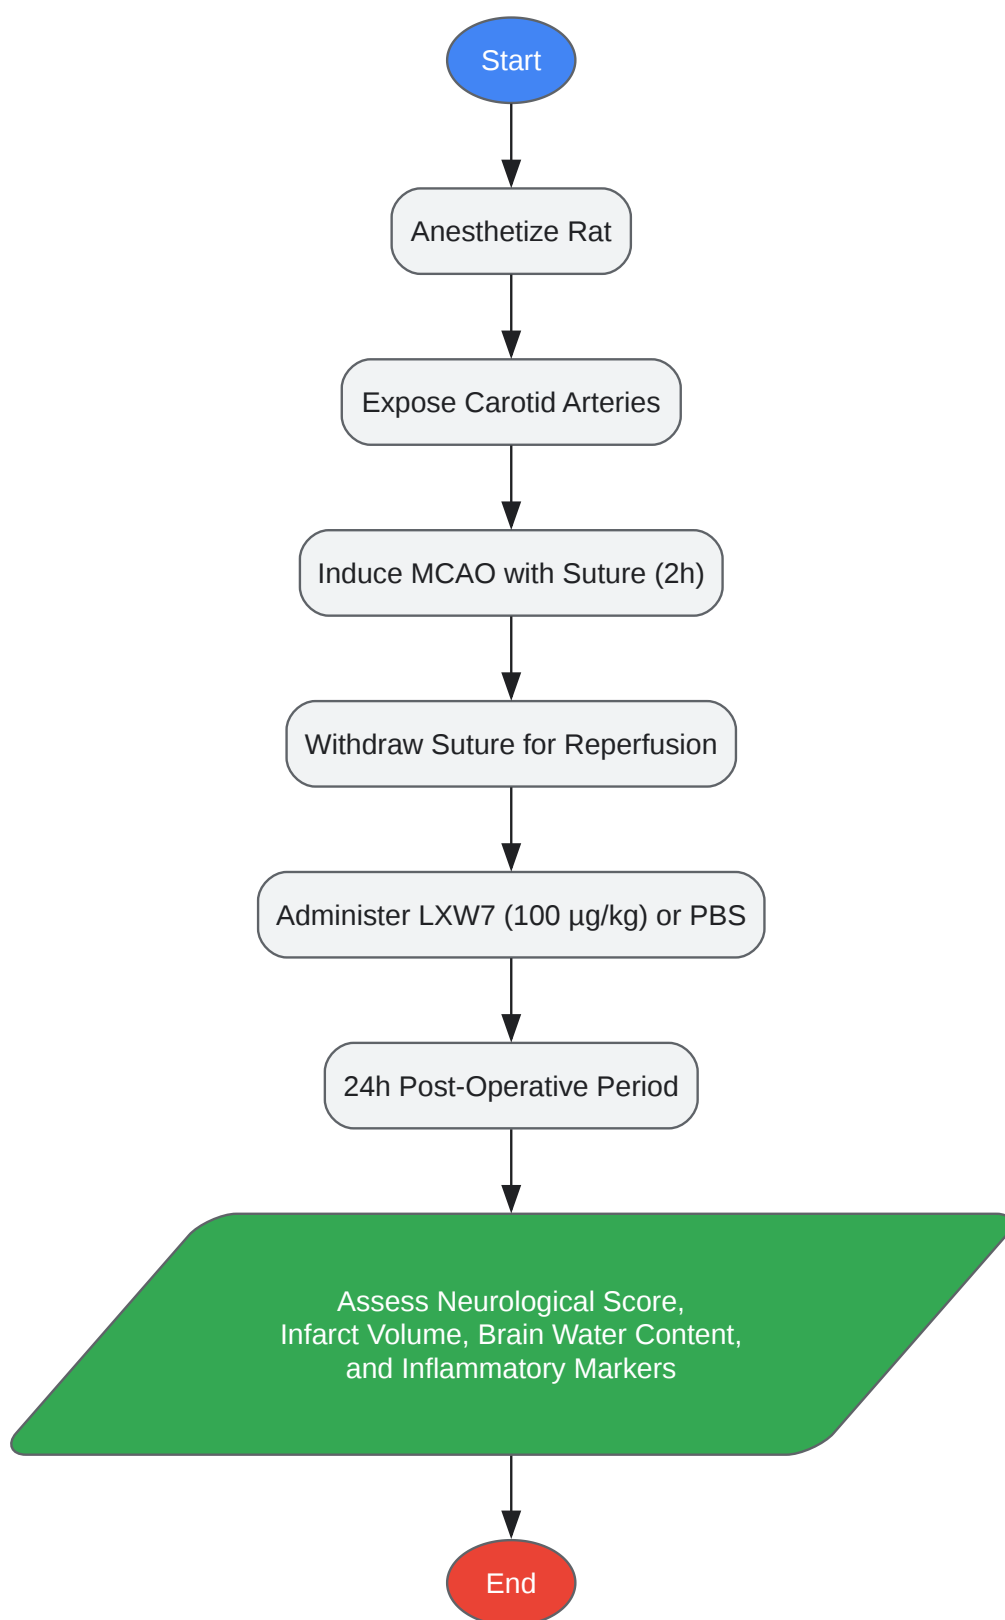 Start
Anesthetize Rat
Expose Carotid Arteries
Induce MCAO with Suture (2h)
Withdraw Suture for Reperfusion
Administer LXW7 (100 µg/kg) or PBS
24h Post-Operative Period
Assess Neurological Score,
Infarct Volume, Brain Water Content,
and Inflammatory Markers
End